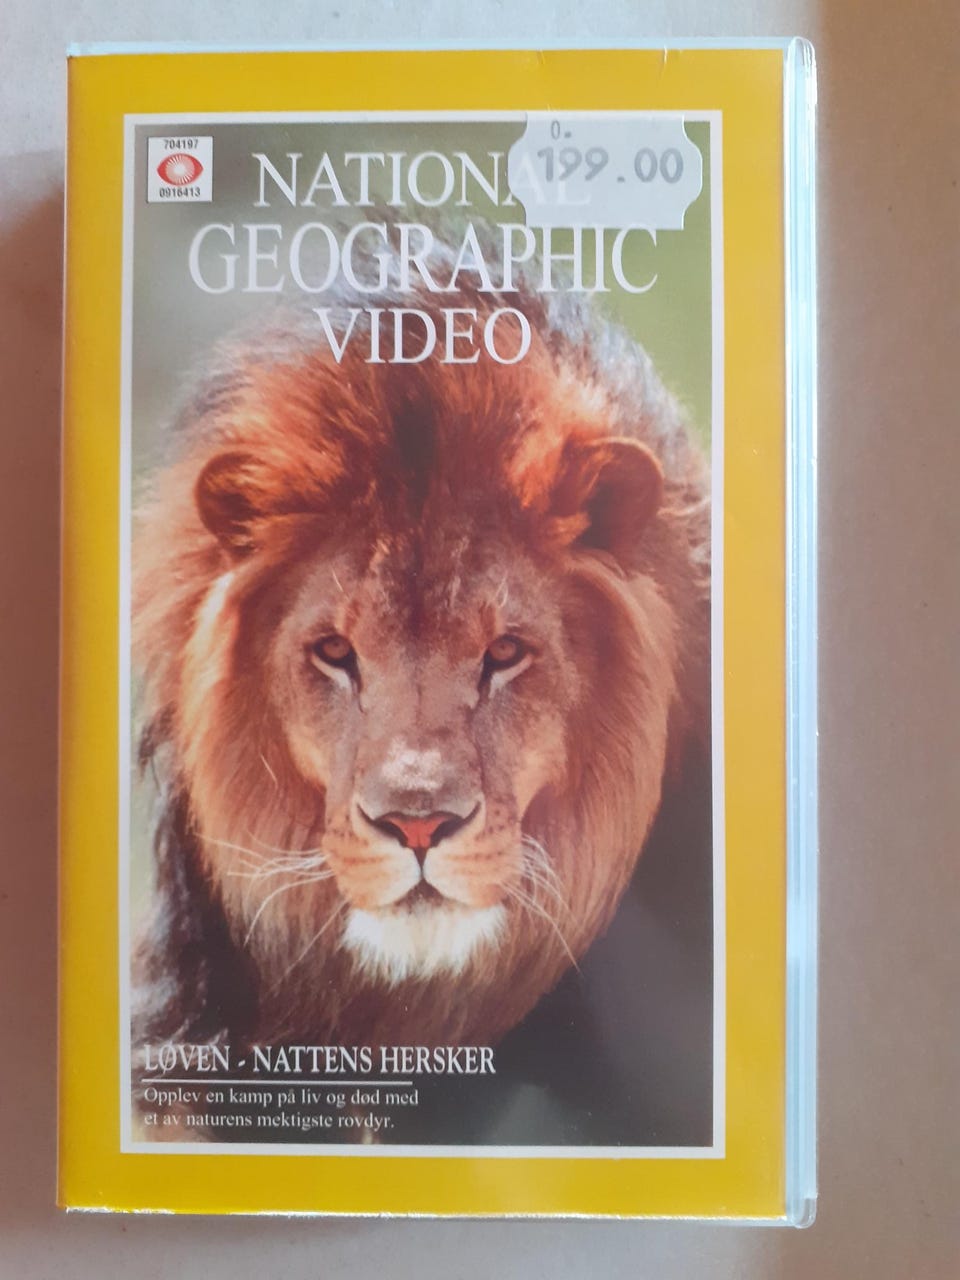 704197
0916413
0.
199.00
NATIONAL
GEOGRAPHIC
VIDEO
LØVEN - NATTENS HERSKER
Opplev en kamp på liv og død med
et av naturens mektigste rovdyr.